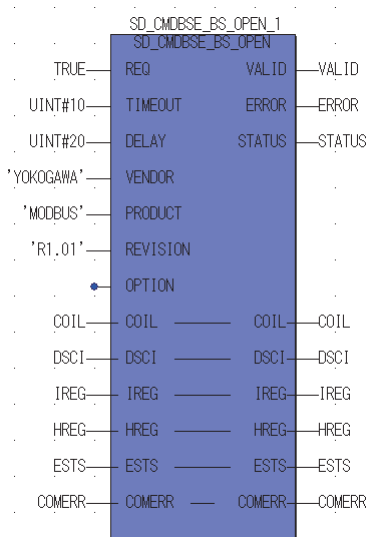 SD_CMDBSE_BS_OPEN_1
SD_CMDBSE_BS_OPEN
TRUE REQ VALID VALID
UINT#10 TIMEOUT ERROR ERROR
UINT#20 DELAY STATUS STATUS
'YOKOGAWA' VENDOR
'MODBUS' PRODUCT
'R1.01' REVISION
OPTION
COIL COIL COIL COIL
DSCI DSCI DSCI DSCI
IREG IREG IREG IREG
HREG HREG HREG HREG
ESTS ESTS ESTS ESTS
COMERR COMERR COMERR COMERR